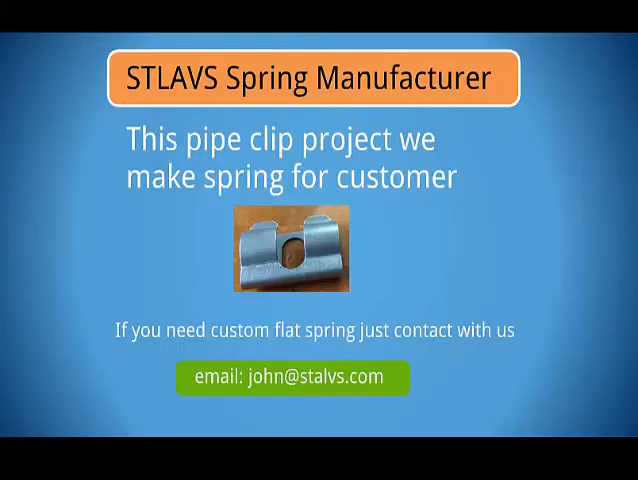 STLAVS Spring Manufacturer
This pipe clip project we
make spring for customer
If you need custom flat spring just contact with us
email: john@stalvs.com